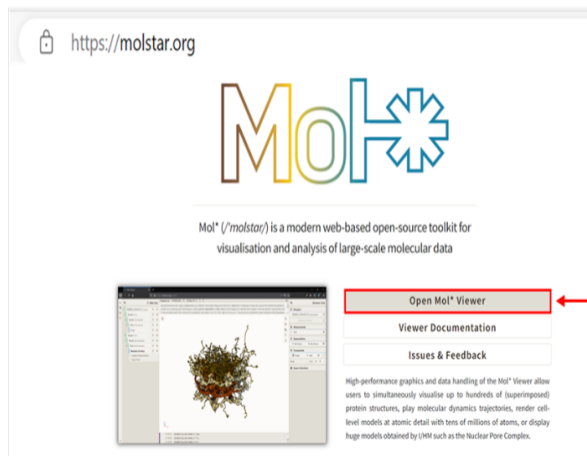 https://molstar.org
Mol*
Mol* (/'molstar/) is a modern web-based open-source toolkit for
visualisation and analysis of large-scale molecular data
Open Mol* Viewer
Viewer Documentation
Issues & Feedback
High-performance graphics and data handling of the Mol* Viewer allow
users to simultaneously visualise up to hundreds of (superimposed)
protein structures, play molecular dynamics trajectories, render cell-
level models at atomic detail with tens of millions of atoms, or display
huge models obtained by I/HM such as the Nuclear Pore Complex.